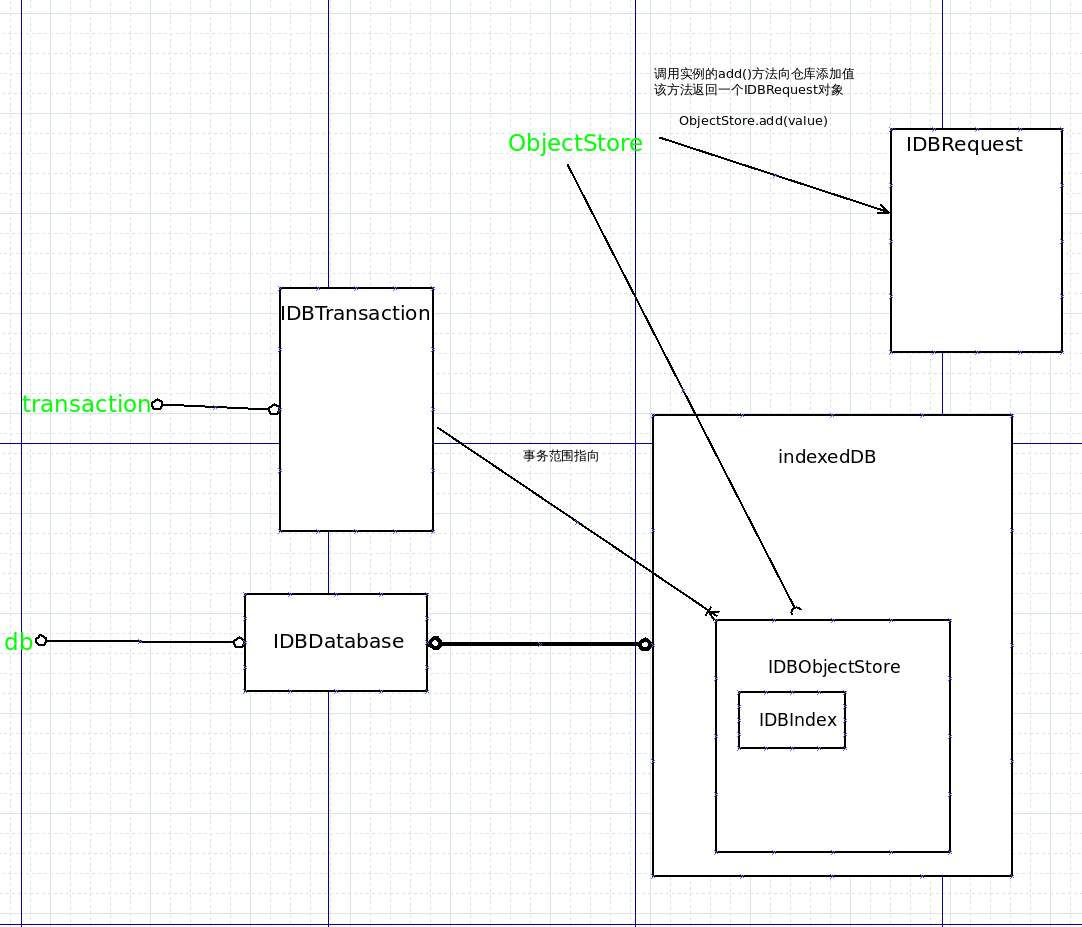 调用实例的add()方法向仓库添加值
该方法返回一个IDBRequest对象
ObjectStore.add(value)
ObjectStore
IDBRequest
IDBTransaction
transaction
事务范围指向
indexedDB
db
IDBDatabase
IDBObjectStore
IDBIndex